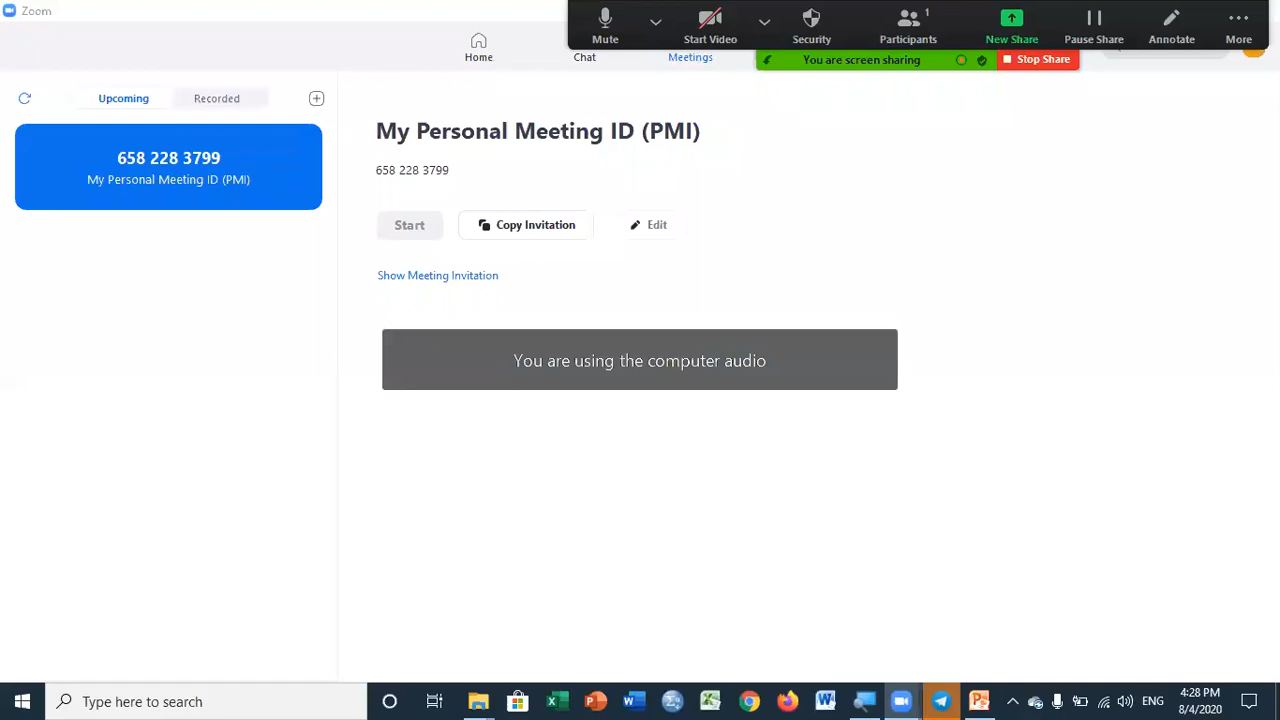 Zoom
Mute
Start Video
Security
Participants
1
New Share
Pause Share
Annotate
More
Home
Chat
Meetings
You are screen sharing
Stop Share
Upcoming
Recorded
658 228 3799
My Personal Meeting ID (PMI)
My Personal Meeting ID (PMI)
658 228 3799
Start
Copy Invitation
Edit
Show Meeting Invitation
You are using the computer audio
Type here to search
ENG
4:28 PM
8/4/2020